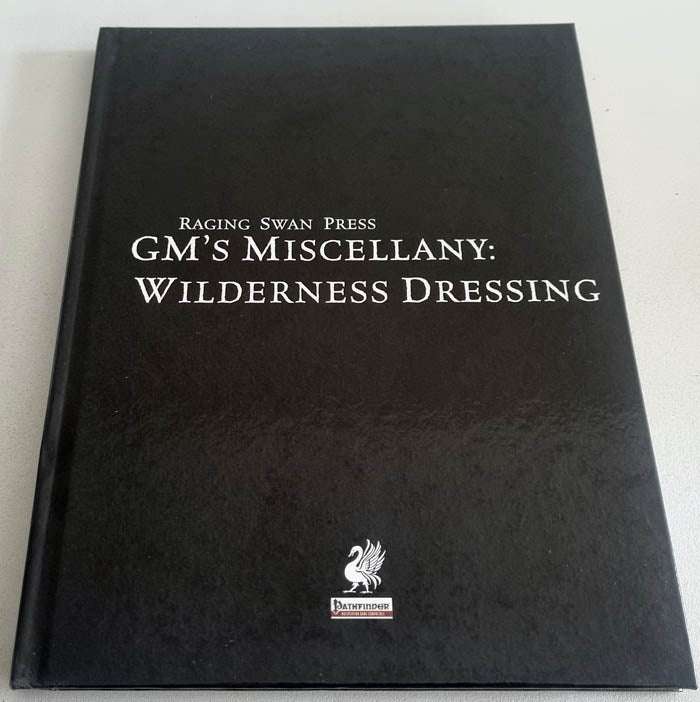 Raging Swan Press
GM's Miscellany:
Wilderness Dressing
Pathfinder